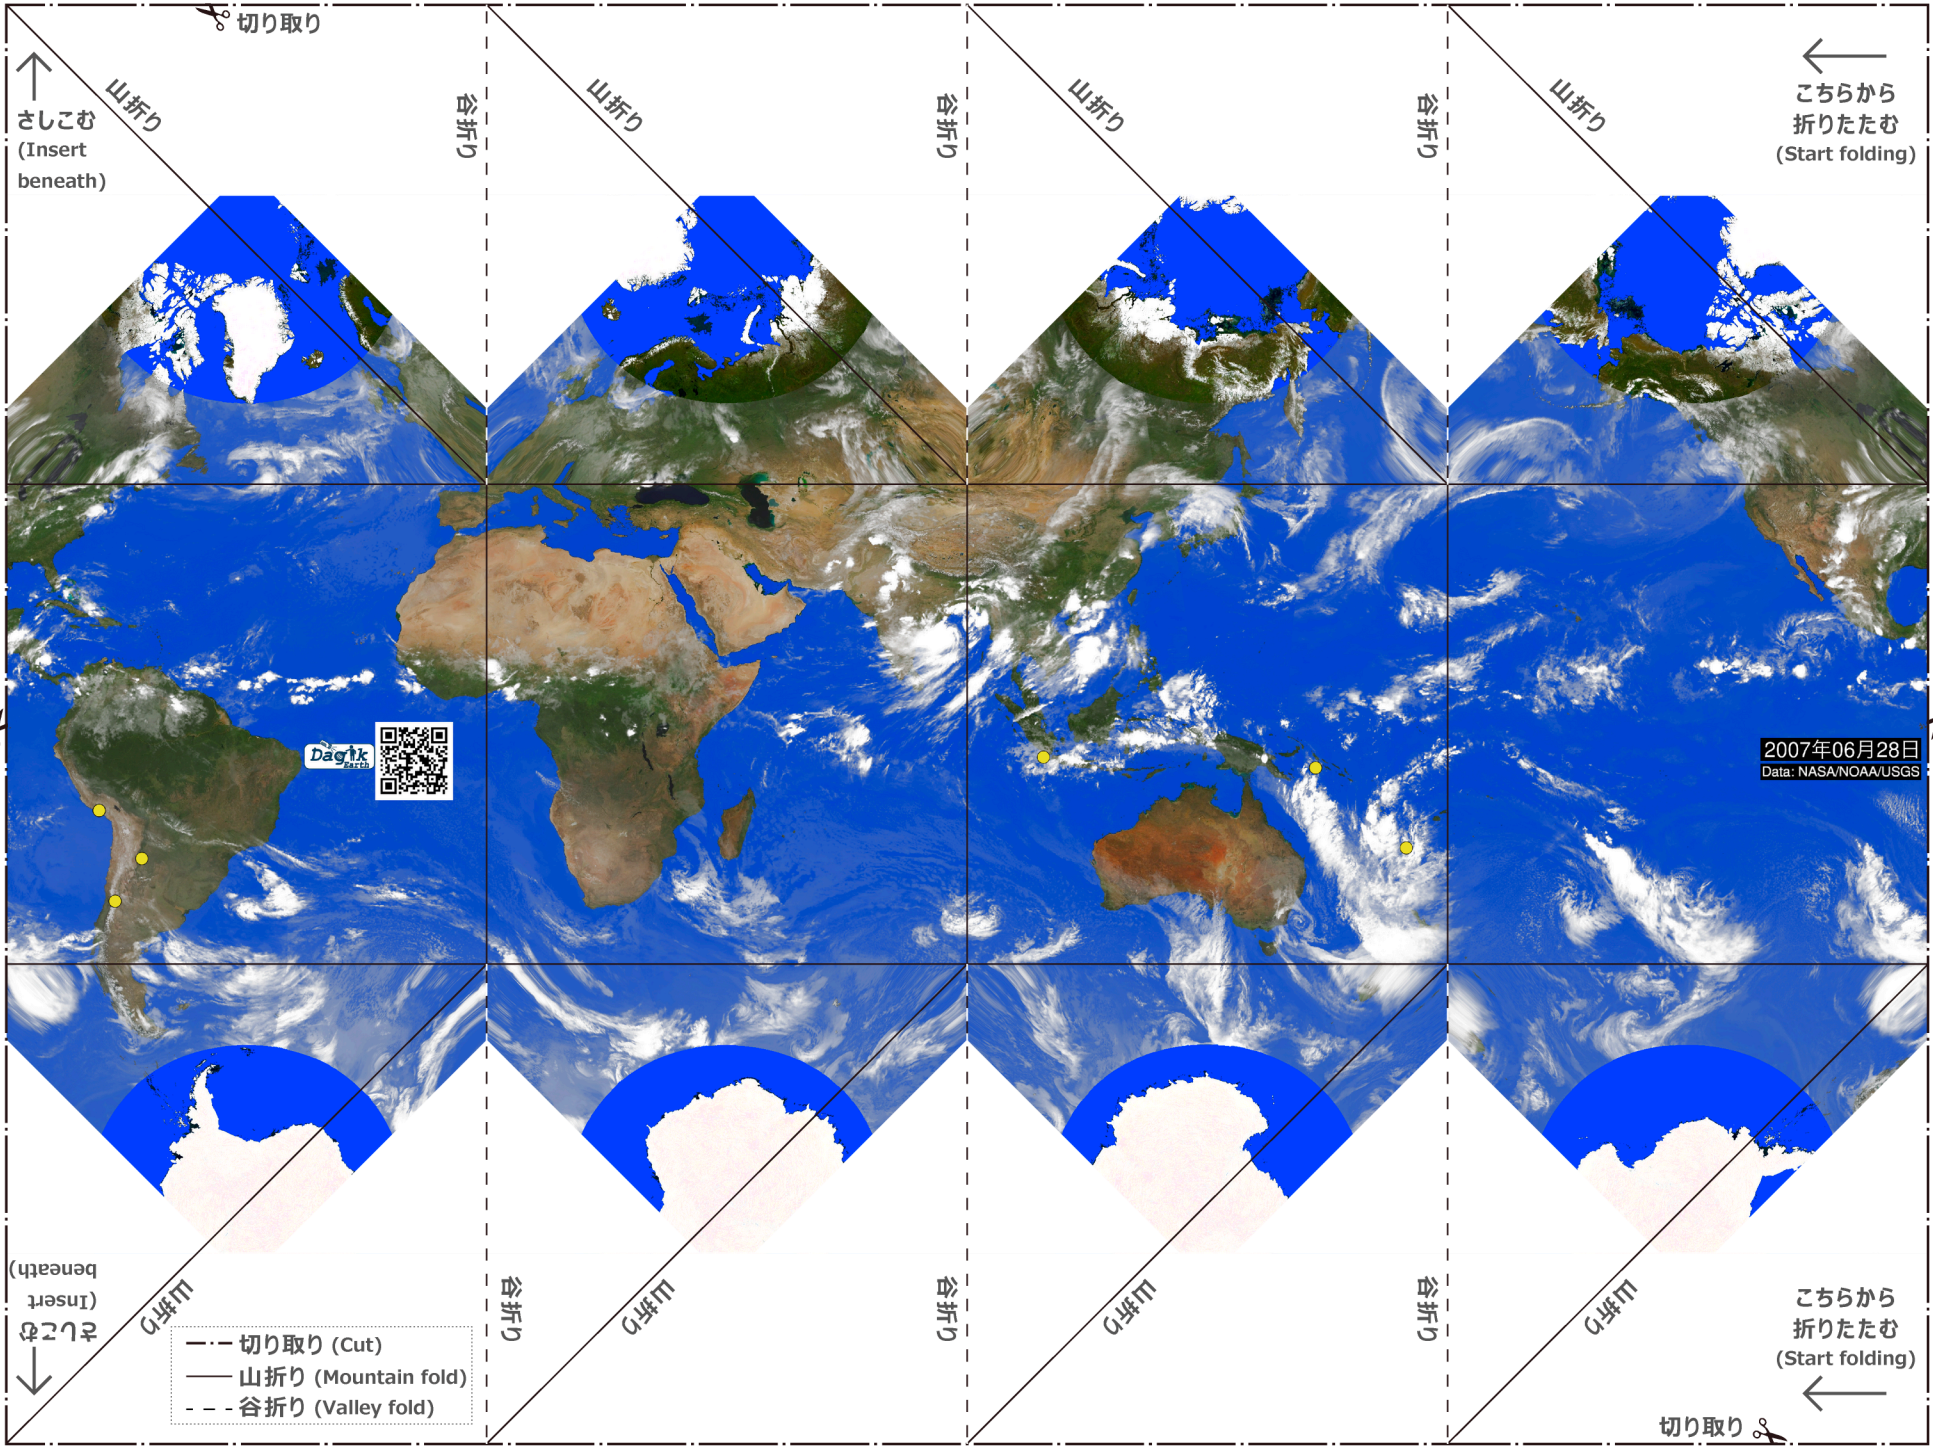 切り取り
山折り
谷折り
山折り
谷折り
山折り
谷折り
山折り
さしこむ
(Insert
beneath)
こちらから
折りたたむ
(Start folding)
Dagik
Earth
2007年06月28日
Data: NASA/NOAA/USGS
さしこむ
(Insert
beneath)
山折り
谷折り
山折り
谷折り
山折り
谷折り
山折り
こちらから
折りたたむ
(Start folding)
切り取り (Cut)
山折り (Mountain fold)
谷折り (Valley fold)
切り取り